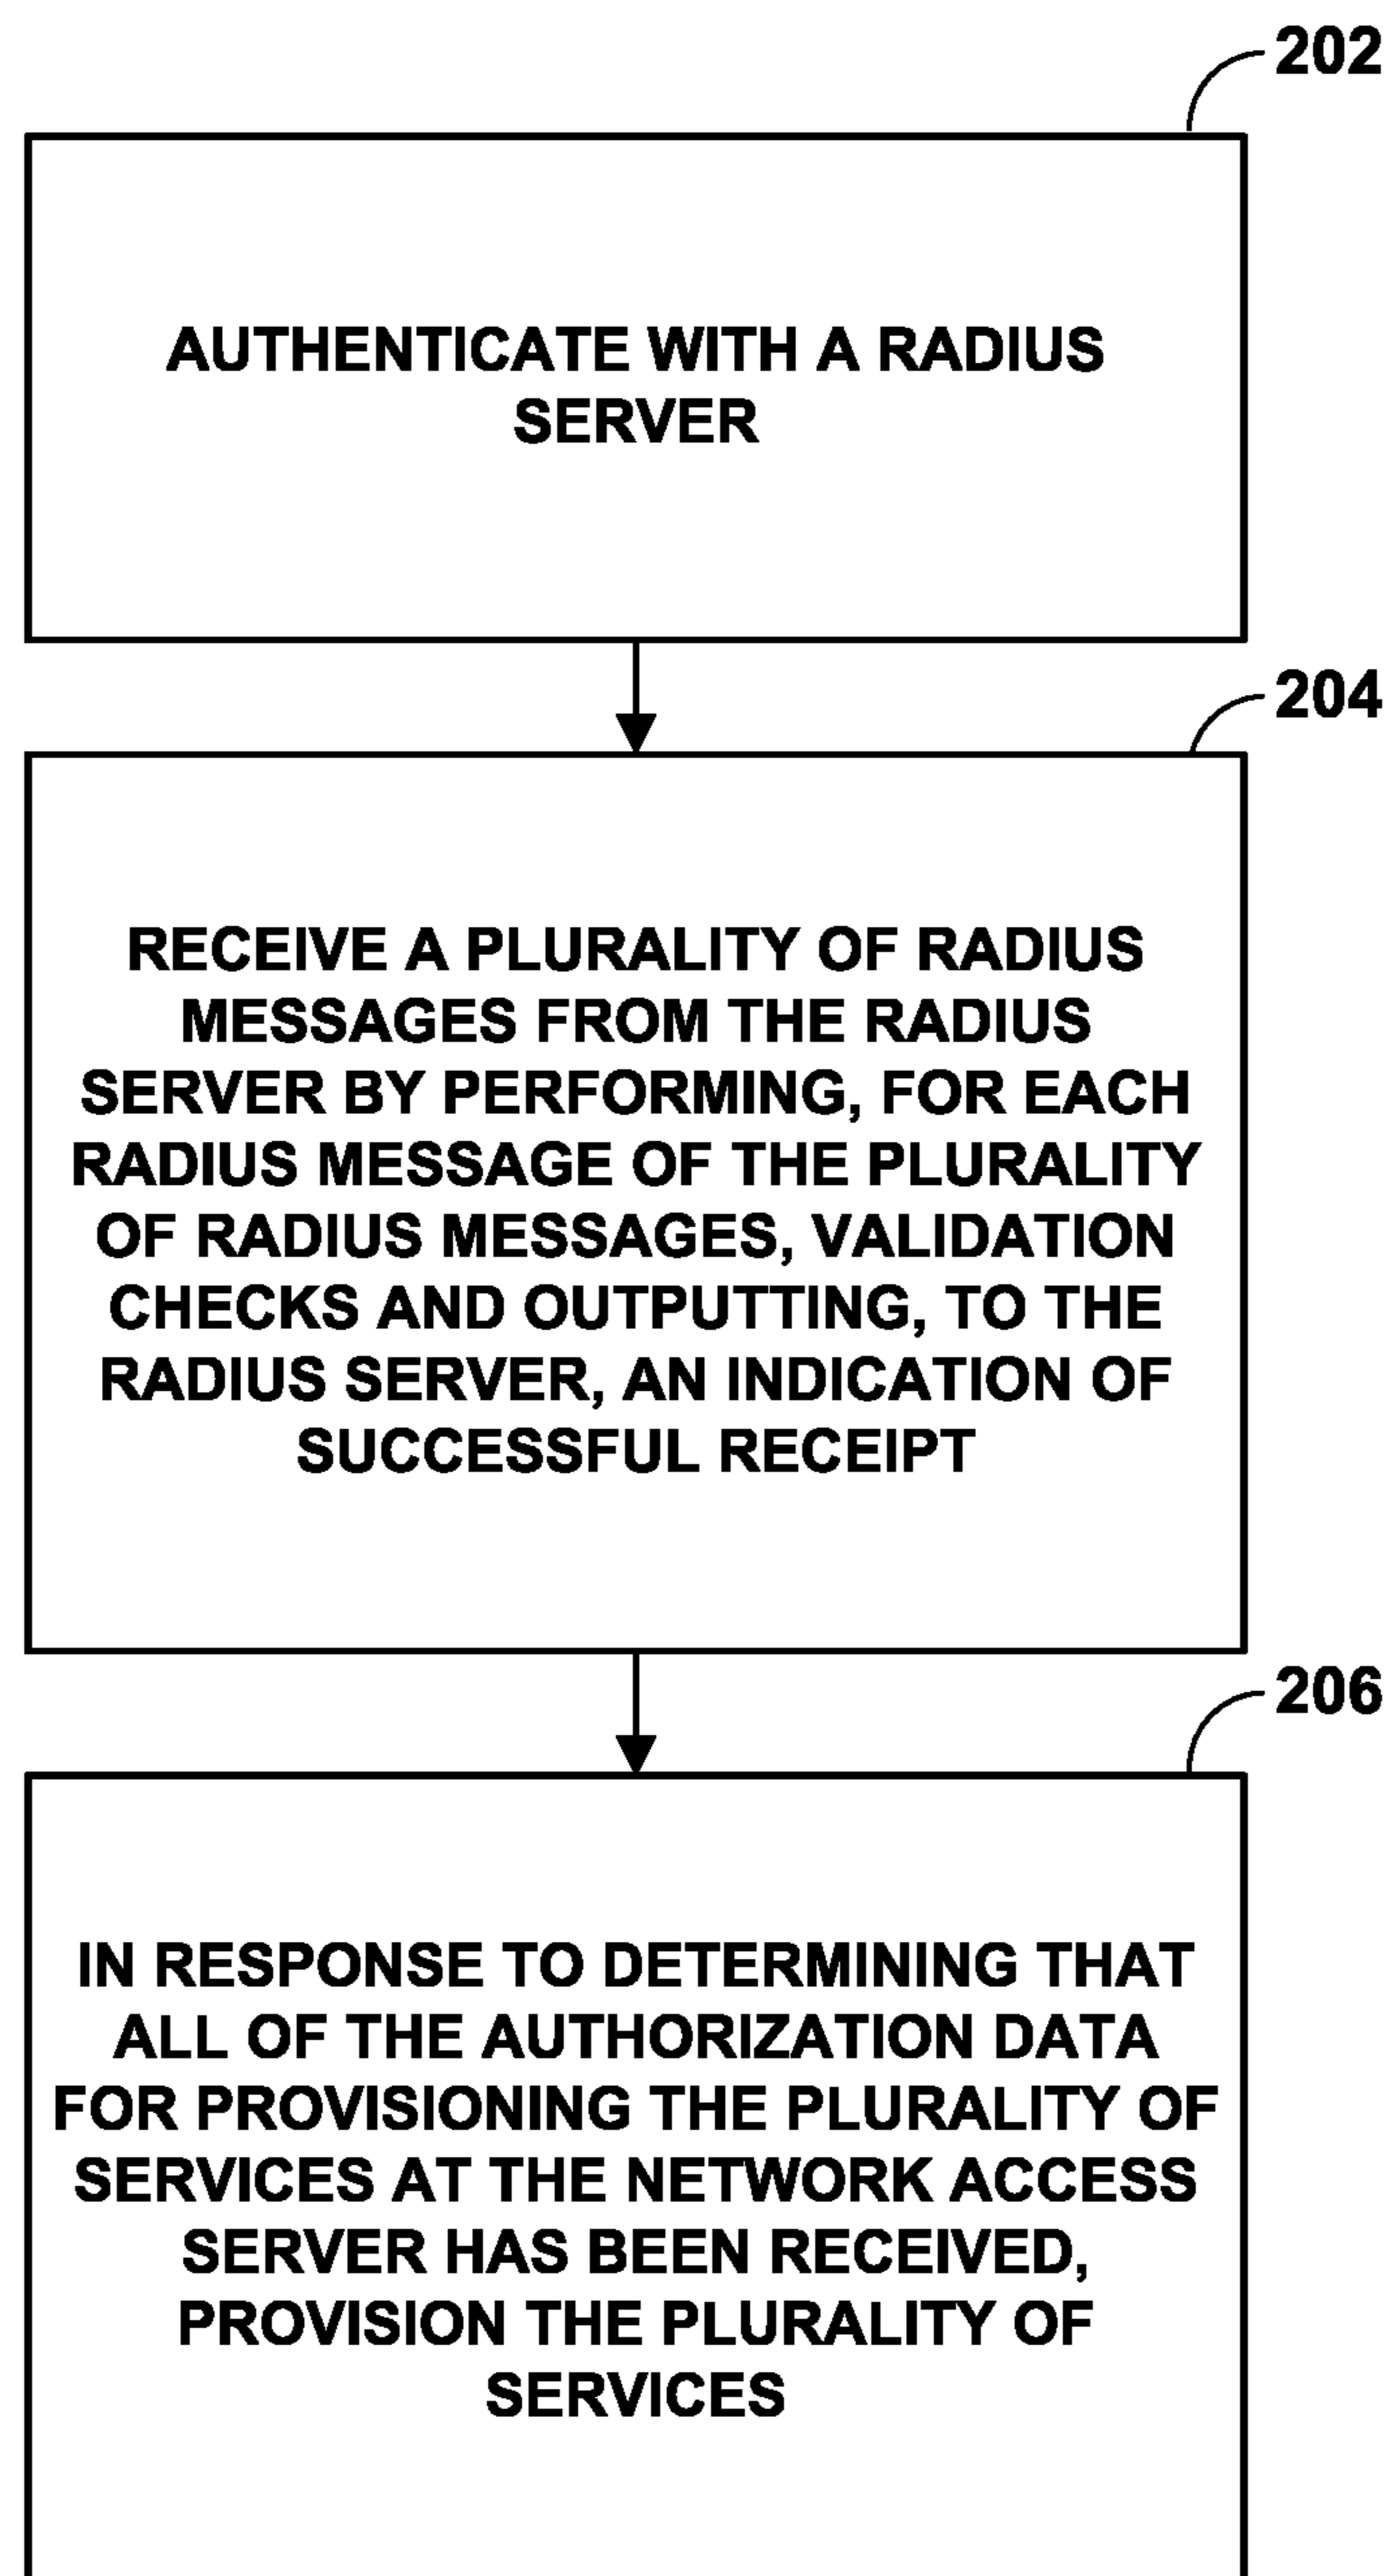 202
AUTHENTICATE WITH A RADIUS
SERVER
204
RECEIVE A PLURALITY OF RADIUS
MESSAGES FROM THE RADIUS
SERVER BY PERFORMING, FOR EACH
RADIUS MESSAGE OF THE PLURALITY
OF RADIUS MESSAGES, VALIDATION
CHECKS AND OUTPUTTING, TO THE
RADIUS SERVER, AN INDICATION OF
SUCCESSFUL RECEIPT
206
IN RESPONSE TO DETERMINING THAT
ALL OF THE AUTHORIZATION DATA
FOR PROVISIONING THE PLURALITY OF
SERVICES AT THE NETWORK ACCESS
SERVER HAS BEEN RECEIVED,
PROVISION THE PLURALITY OF
SERVICES